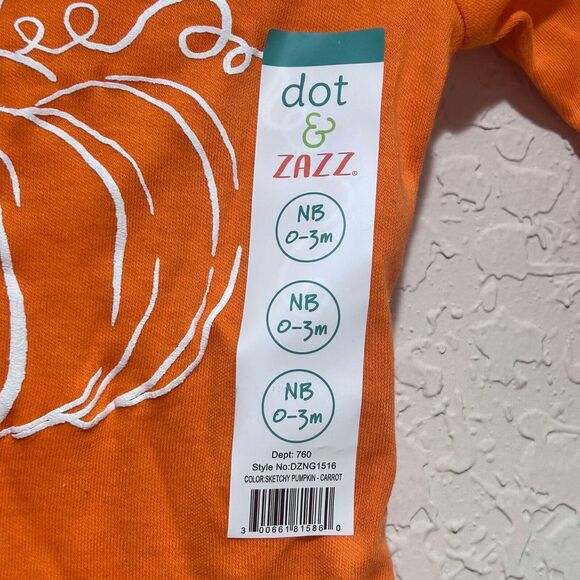 dot
&
ZAZZ®
NB
0-3m
NB
0-3m
NB
0-3m
Dept: 760
Style No:DZNG1516
COLOR:SKETCHY PUMPKIN - CARROT
3 00661 81586 0